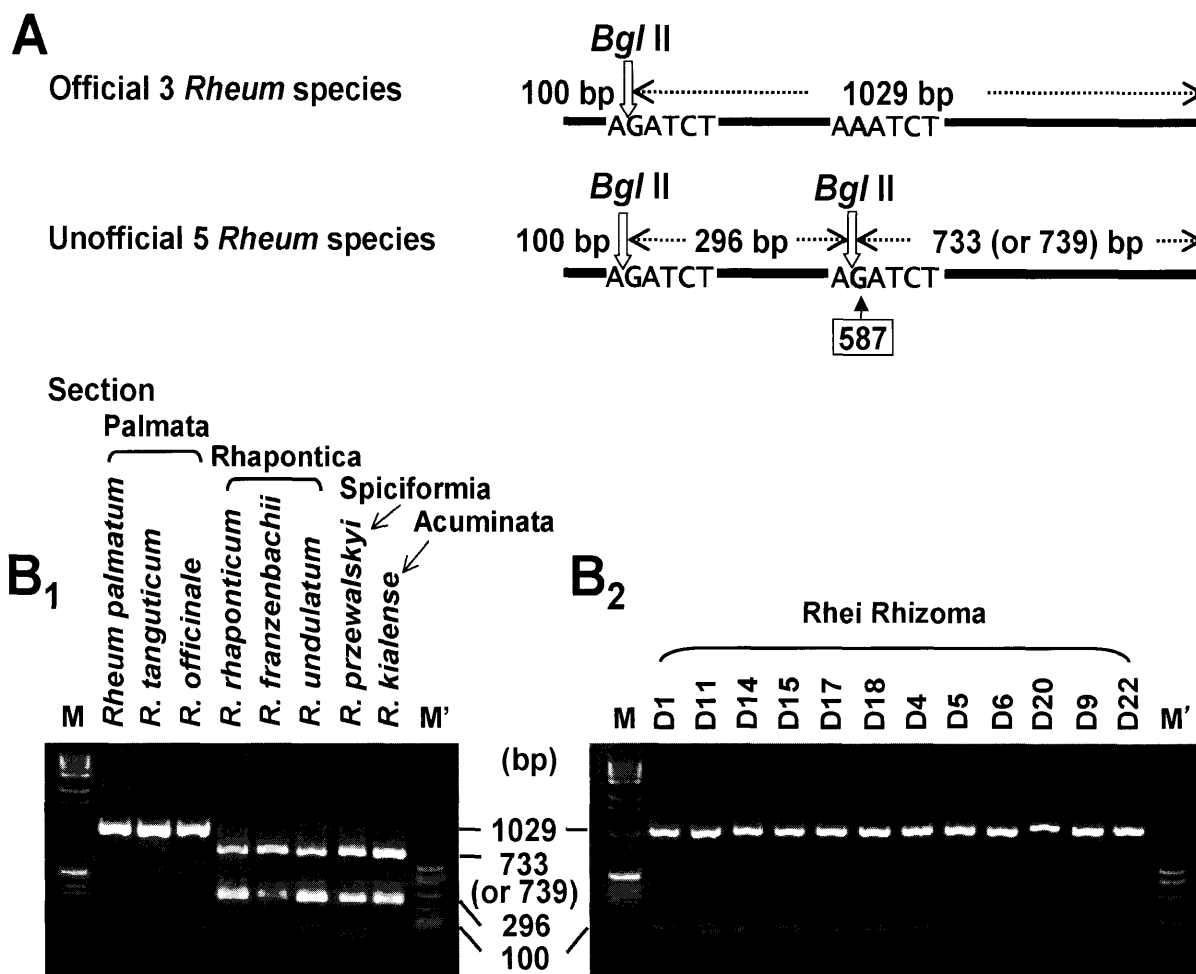 A
Bgl II
Official 3 Rheum species
100 bp
1029 bp
AGATCT
AAATCT
Bgl II
Bgl II
Unofficial 5 Rheum species
100 bp
296 bp
733 (or 739) bp
AGATCT
AGATCT
587
Section
Palmata
Rhapontica
Spiciformia
Acuminata
B1
M
Rheum palmatum
R. tanguticum
R. officinale
R. rhaponticum
R. franzenbachii
R. undulatum
R. przewalskyi
R. kialense
M'
(bp)
1029
733
(or 739)
296
100
B2
Rhei Rhizoma
M
D1
D11
D14
D15
D17
D18
D4
D5
D6
D20
D9
D22
M'